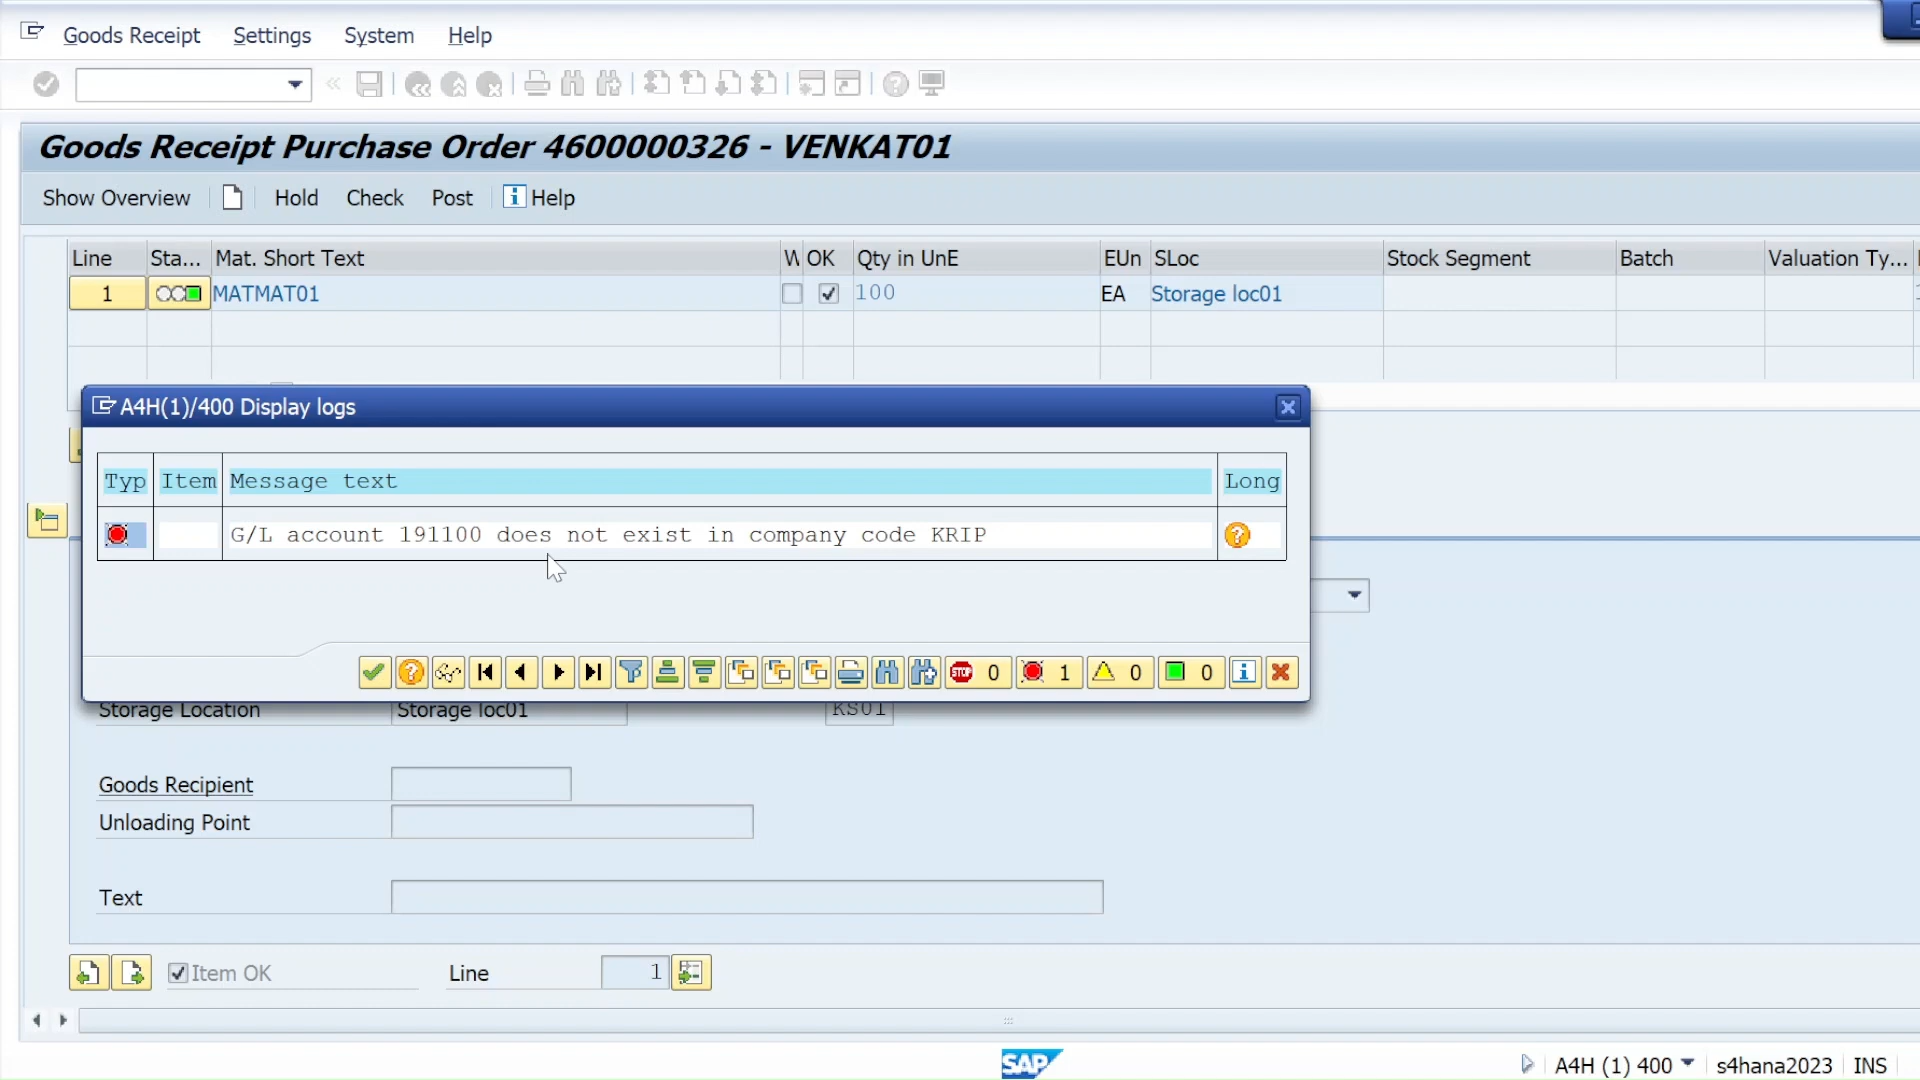 Goods Receipt Settings System Help
Goods Receipt Purchase Order 4600000326 - VENKAT01
Show Overview Hold Check Post Help
Line Sta... Mat. Short Text W OK Qty in UnE EUn SLoc Stock Segment Batch Valuation Ty...
1 MATMAT01 100 EA Storage loc01
A4H(1)/400 Display logs
Typ Item Message text Long
G/L account 191100 does not exist in company code KRIP
STOP 0 1 0 0
Storage Location Storage loc01 KS01
Goods Recipient
Unloading Point
Text
Item OK Line 1
SAP A4H (1) 400 s4hana2023 INS